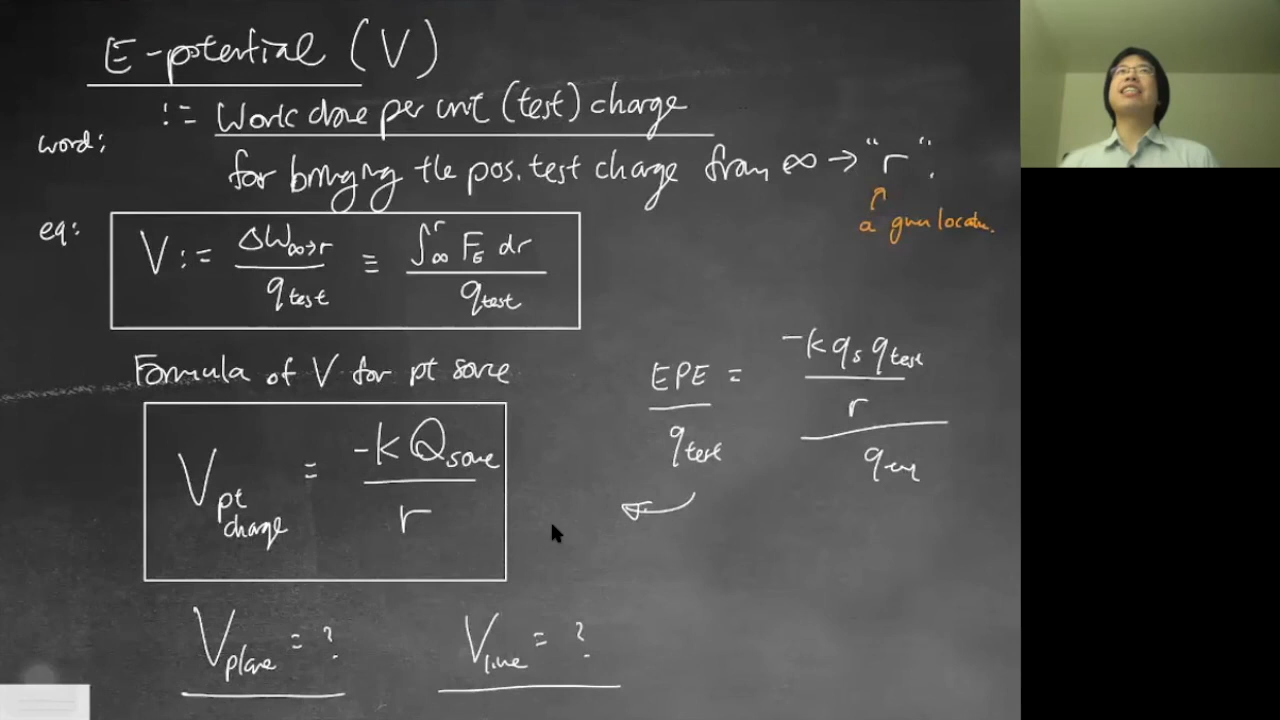 E-potential (V)
:= Work done per unit (test) charge
word:
for bringing the pos. test charge from ∞ → "r".
a given location.
eq:
V := ΔW∞→r / qtest ≡ ∫∞^r FE dr / qtest
Formula of V for pt source
EPE / qtest = -k qs qtest / r / 
Vpt charge = -k Qsource / r
Vplane = ?
Vline = ?